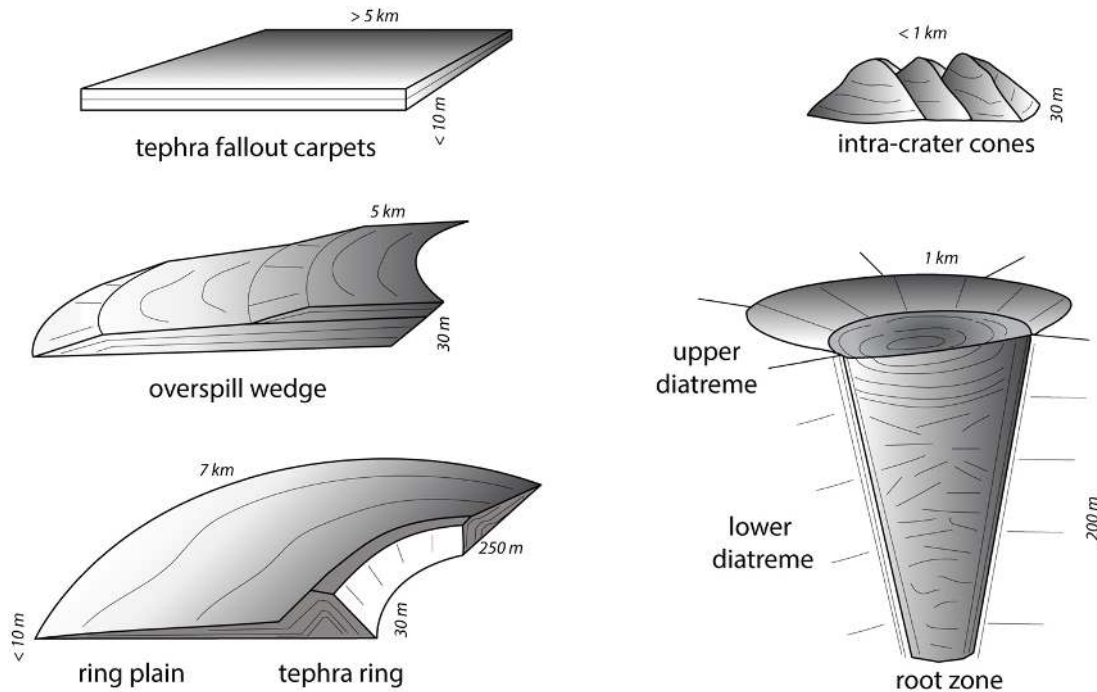 > 5 km
< 10 m
tephra fallout carpets
< 1 km
30 m
intra-crater cones
5 km
30 m
overspill wedge
1 km
upper
diatreme
lower
diatreme
200 m
root zone
7 km
250 m
< 10 m
30 m
ring plain
tephra ring